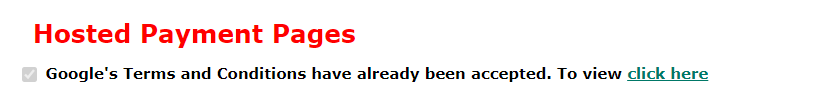 Hosted Payment Pages
Google's Terms and Conditions have already been accepted. To view click here